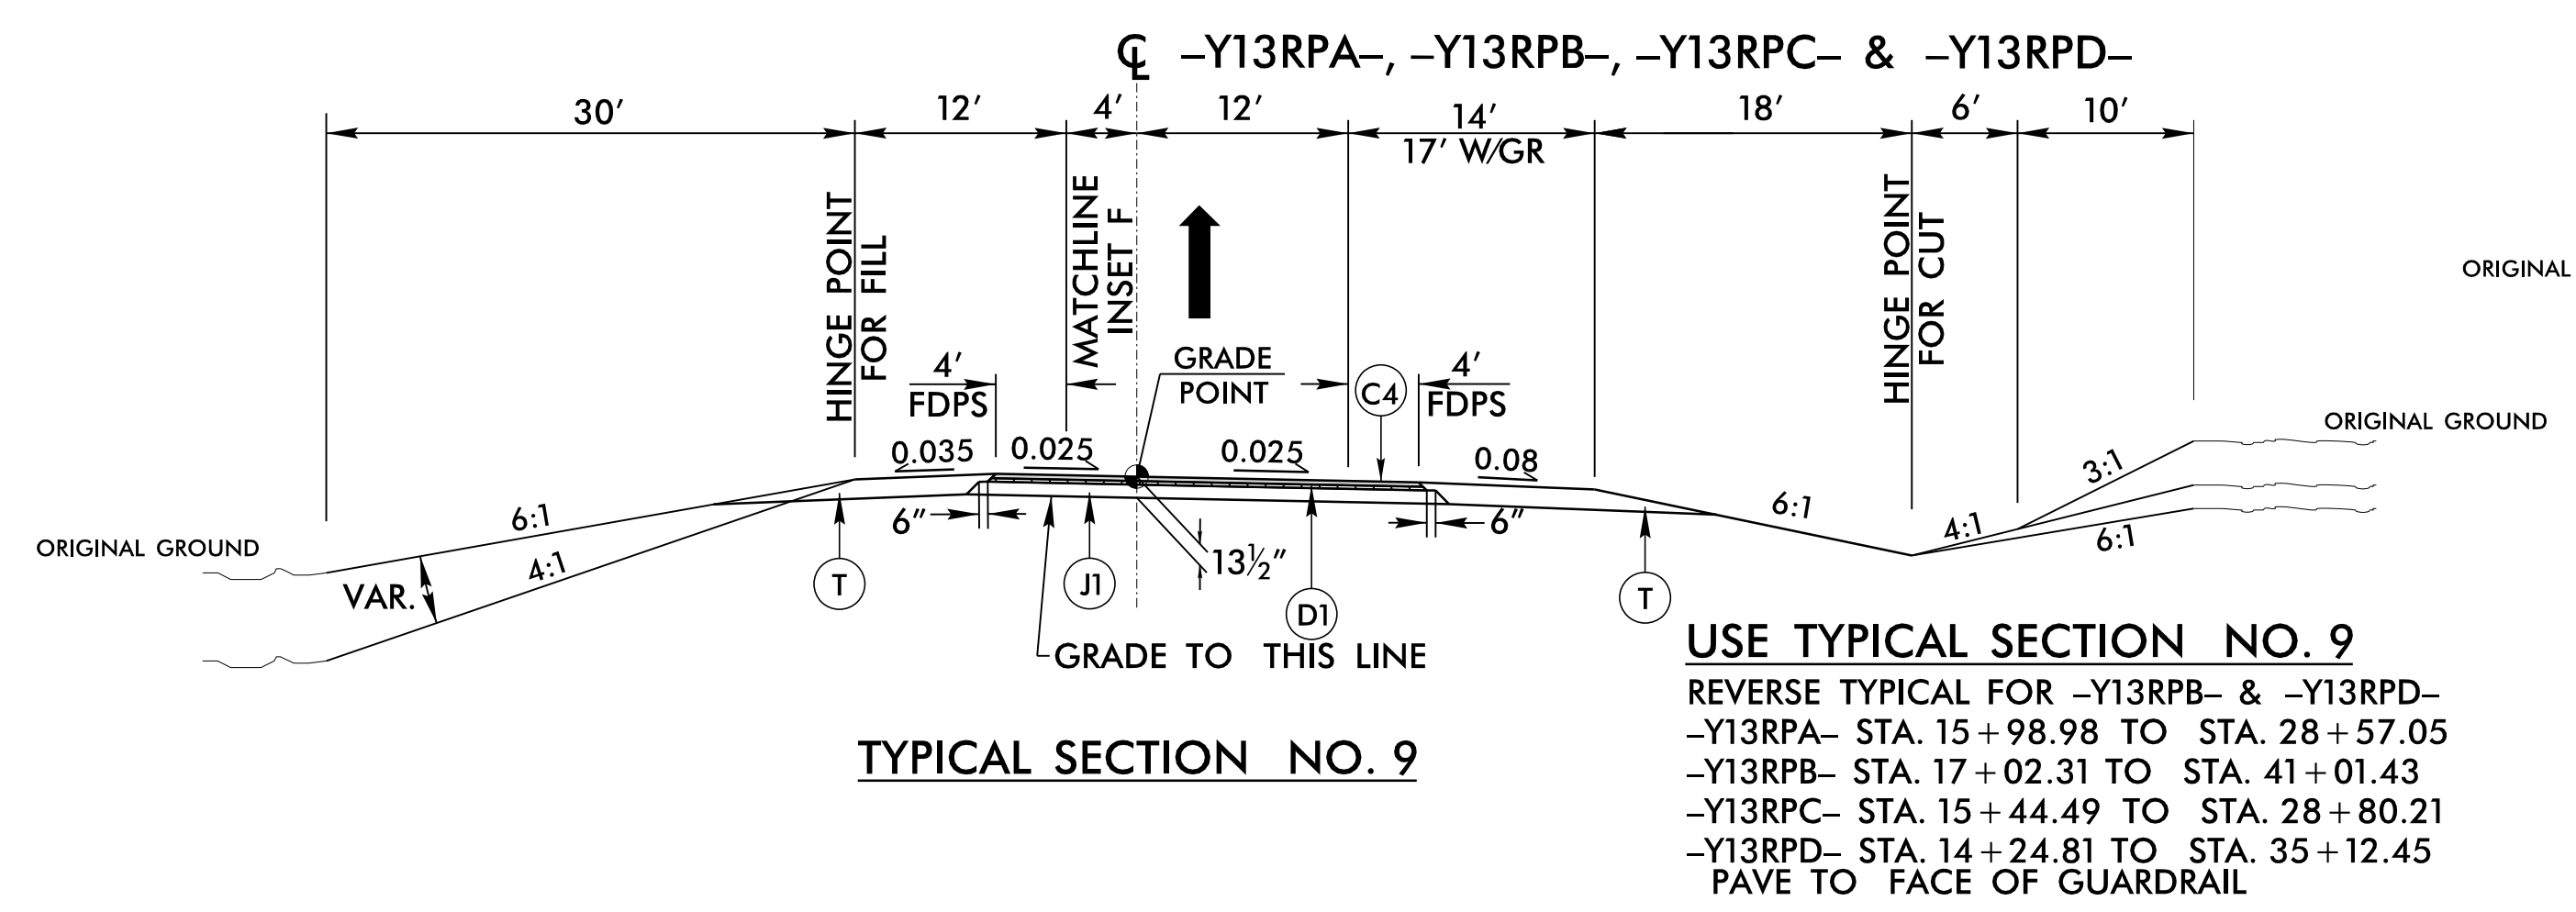 ℄ –Y13RPA–, –Y13RPB–, –Y13RPC– & –Y13RPD–
30' 12' 4' 12' 14' 18' 6' 10'
17' W/GR
HINGE POINT
FOR FILL
MATCHLINE
INSET F
HINGE POINT
FOR CUT
ORIGINAL
GRADE
POINT
4'
FDPS
C4
4'
FDPS
ORIGINAL GROUND
0.035 0.025 0.025 0.08
3:1
6:1
4:1
6:1
6:1
4:1
ORIGINAL GROUND
VAR.
6"
6"
13½"
T
J1
D1
T
GRADE TO THIS LINE
TYPICAL SECTION NO. 9
USE TYPICAL SECTION NO. 9
REVERSE TYPICAL FOR –Y13RPB– & –Y13RPD–
–Y13RPA– STA. 15+98.98 TO STA. 28+57.05
–Y13RPB– STA. 17+02.31 TO STA. 41+01.43
–Y13RPC– STA. 15+44.49 TO STA. 28+80.21
–Y13RPD– STA. 14+24.81 TO STA. 35+12.45
PAVE TO FACE OF GUARDRAIL